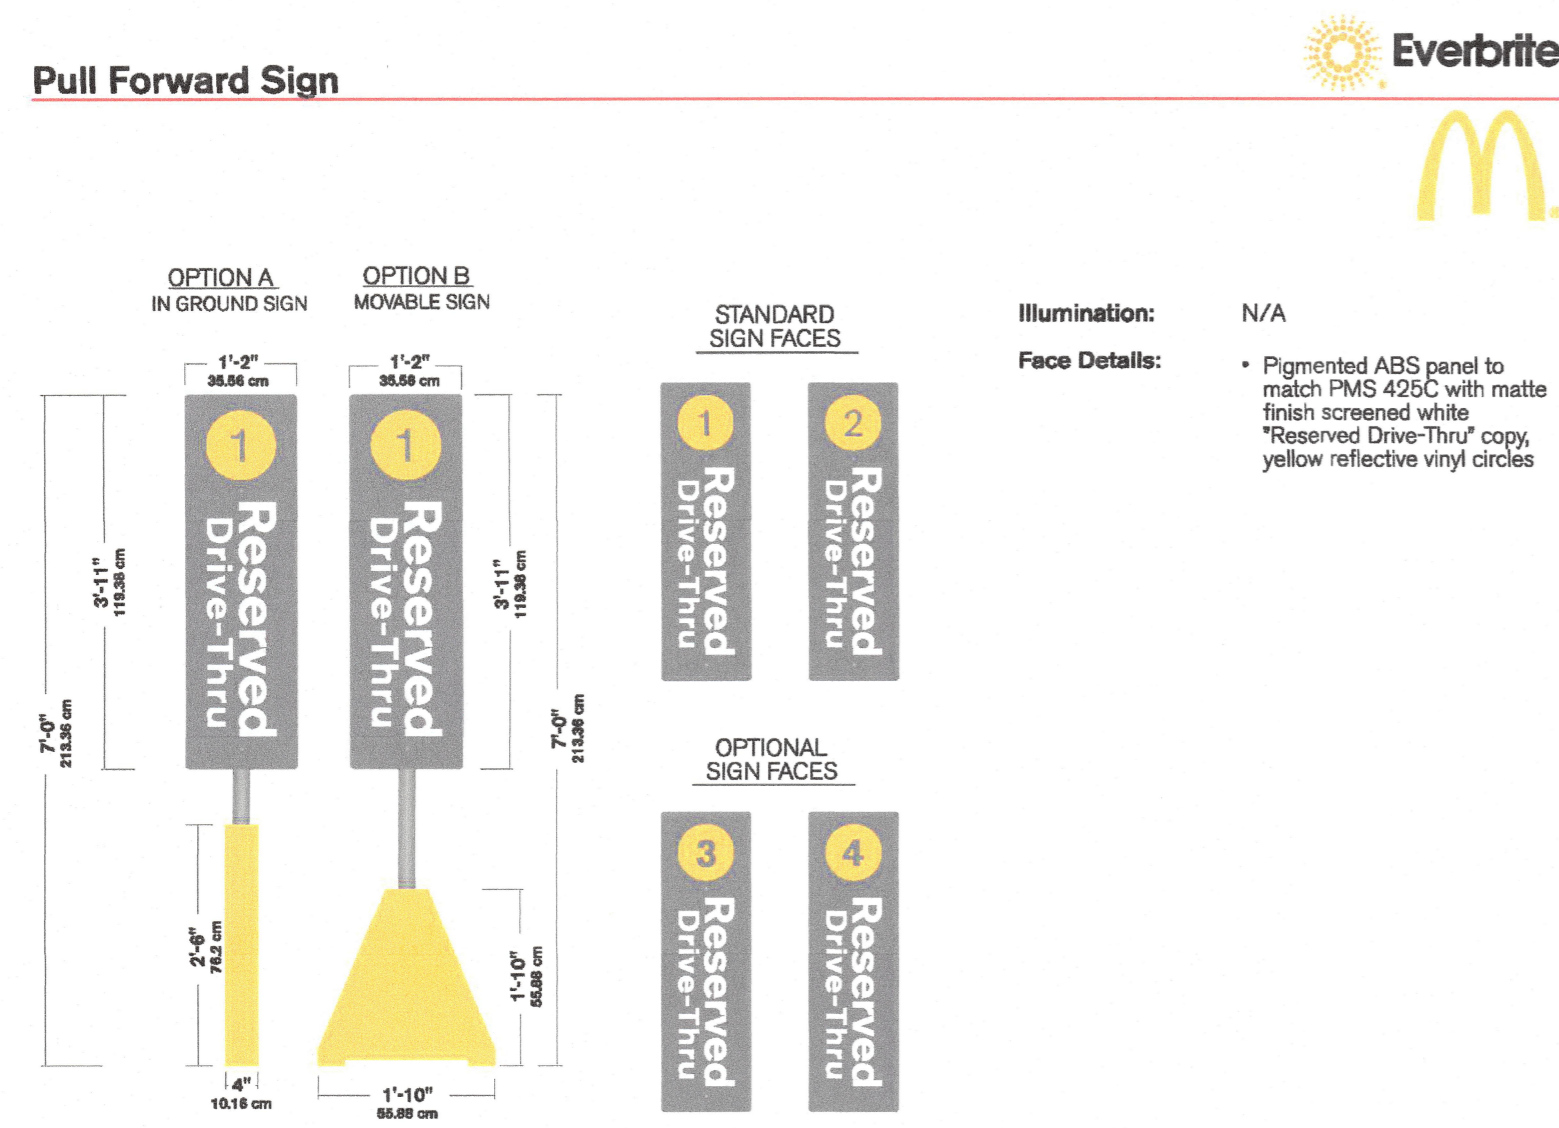 Pull Forward Sign
Everbrite
OPTION A
IN GROUND SIGN
OPTION B
MOVABLE SIGN
1'-2"
35.56 cm
1'-2"
35.56 cm
1
Reserved
Drive-Thru
1
Reserved
Drive-Thru
3'-11"
119.38 cm
3'-11"
119.38 cm
7'-0"
213.36 cm
7'-0"
213.36 cm
2'-6"
76.2 cm
1'-10"
55.88 cm
4"
10.16 cm
1'-10"
55.88 cm
STANDARD
SIGN FACES
1
Reserved
Drive-Thru
2
Reserved
Drive-Thru
OPTIONAL
SIGN FACES
3
Reserved
Drive-Thru
4
Reserved
Drive-Thru
Illumination:
N/A
Face Details:
• Pigmented ABS panel to
match PMS 425C with matte
finish screened white
"Reserved Drive-Thru" copy,
yellow reflective vinyl circles